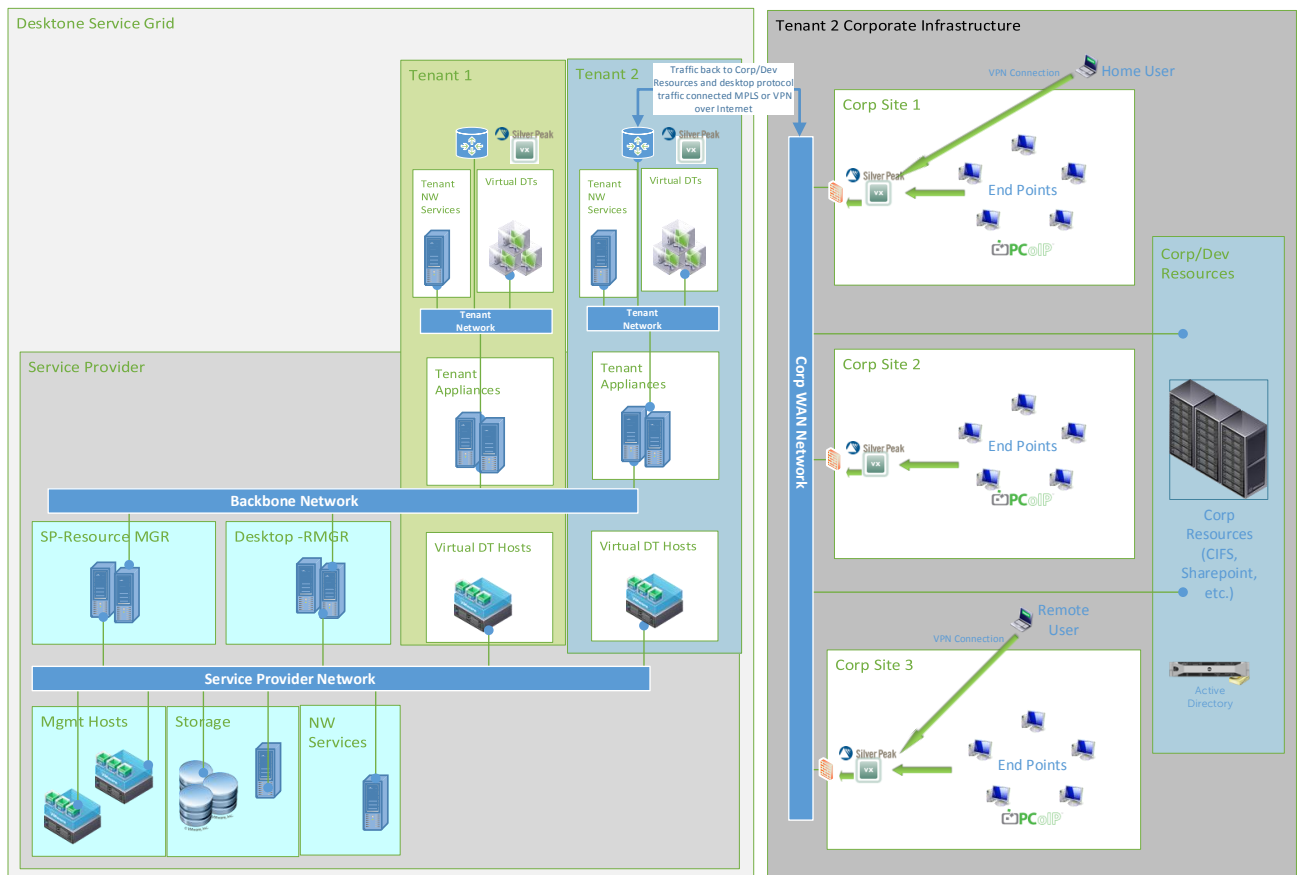 Desktone Service Grid
Tenant 1
Silver Peak
VX
Tenant
NW
Services
Virtual DTs
Tenant
Network
Tenant
Appliances
Virtual DT Hosts
Tenant 2
Silver Peak
VX
Tenant
NW
Services
Virtual DTs
Tenant
Network
Tenant
Appliances
Virtual DT Hosts
Traffic back to Corp/Dev
Resources and desktop protocol
traffic connected MPLS or VPN
over Internet
Service Provider
Backbone Network
SP-Resource MGR
Desktop -RMGR
Service Provider Network
Mgmt Hosts
Storage
NW
Services
Tenant 2 Corporate Infrastructure
Corp WAN Network
VPN Connection
Home User
Corp Site 1
Silver Peak
VX
End Points
PCoIP
Corp Site 2
Silver Peak
VX
End Points
PCoIP
VPN Connection
Remote
User
Corp Site 3
Silver Peak
VX
End Points
PCoIP
Corp/Dev
Resources
Corp
Resources
(CIFS,
Sharepoint,
etc.)
Active
Directory